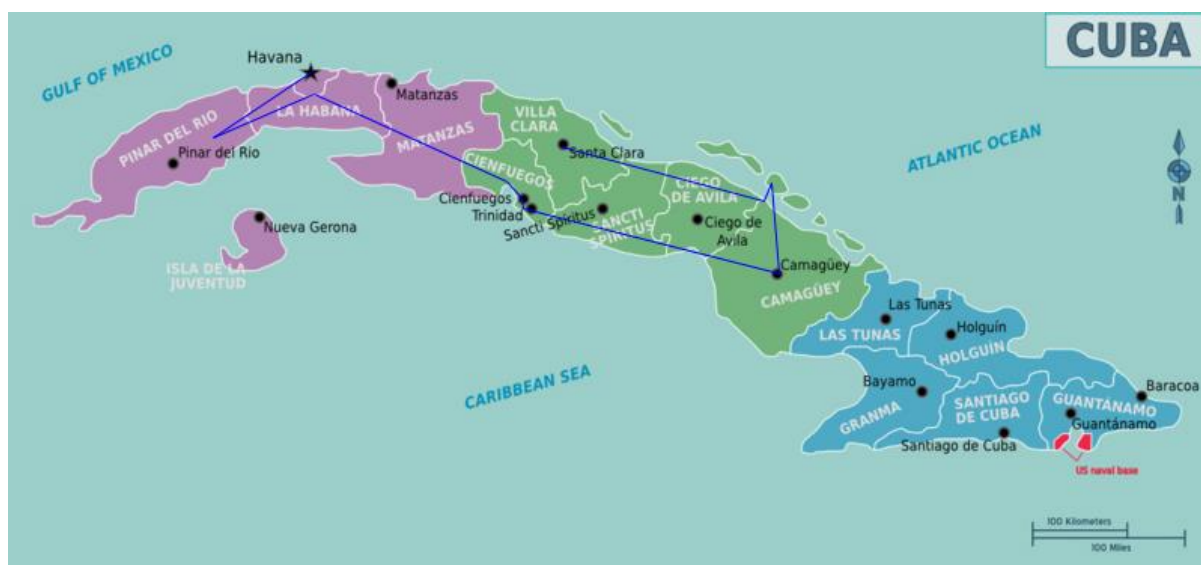 CUBA
GULF OF MEXICO
Havana
LA HABANA
Matanzas
PINAR DEL RIO
Pinar del Rio
MATANZAS
VILLA
CLARA
Santa Clara
ATLANTIC OCEAN
N
CIENFUEGOS
Cienfuegos
Trinidad
Sancti Spiritus
SANCTI
SPIRITUS
CIEGO
DE AVILA
Ciego de
Avila
Nueva Gerona
ISLA DE LA
JUVENTUD
Camagüey
CAMAGÜEY
Las Tunas
LAS TUNAS
Holguín
HOLGUÍN
CARIBBEAN SEA
Bayamo
GRANMA
SANTIAGO
DE CUBA
Santiago de Cuba
Baracoa
GUANTÁNAMO
Guantánamo
US naval base
100 Kilometers
100 Miles